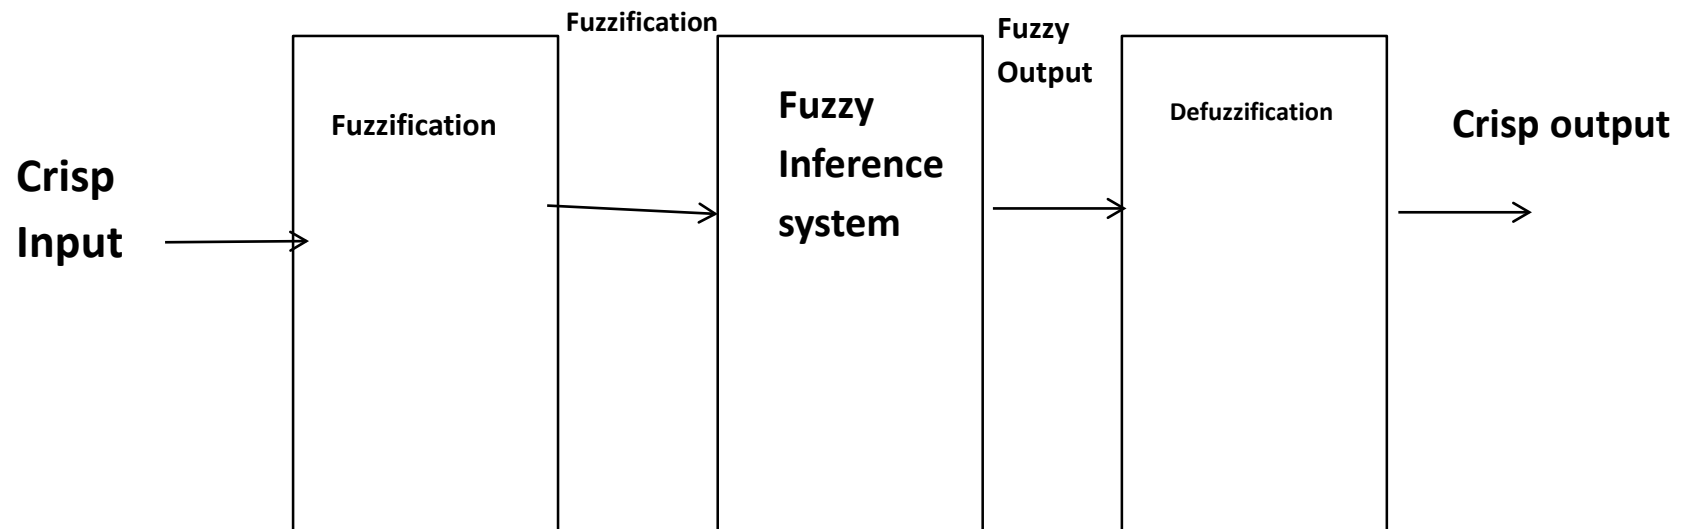 Crisp
Input
Fuzzification
Fuzzification
Fuzzy
Inference
system
Fuzzy
Output
Defuzzification
Crisp output